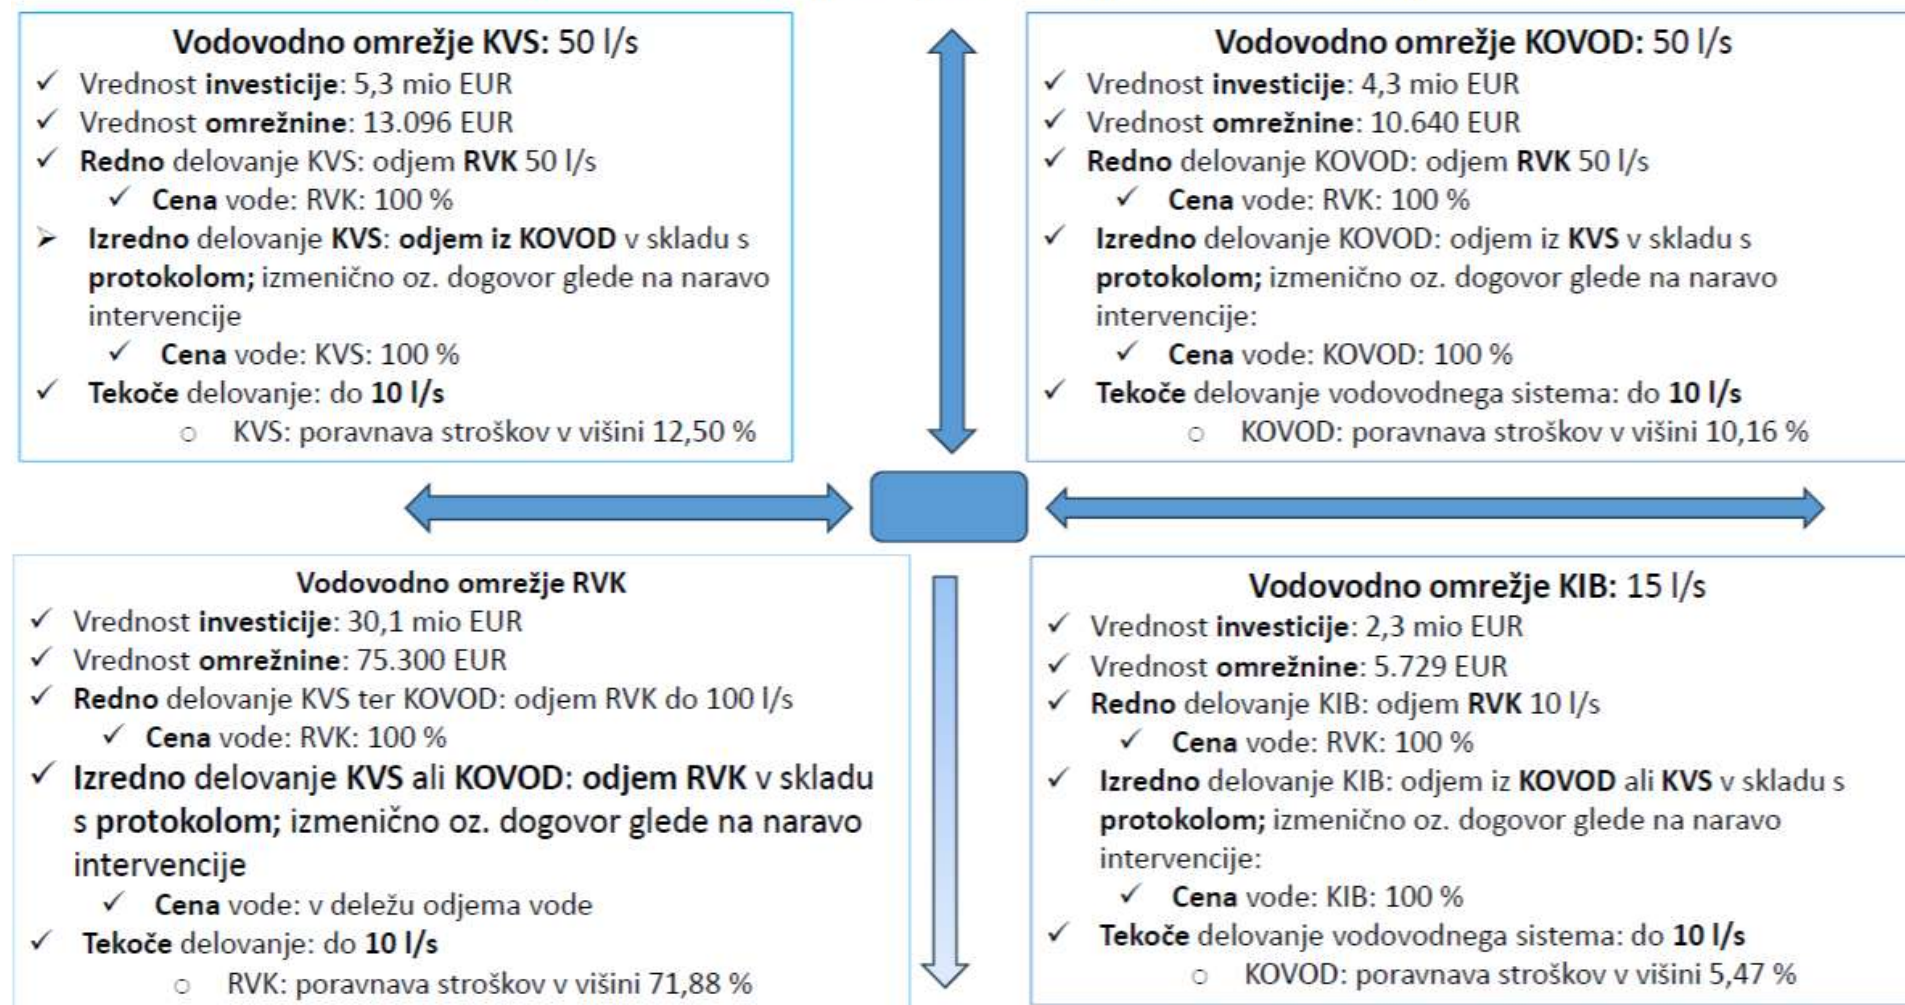 Vodovodno omrežje KVS: 50 l/s
✓ Vrednost investicije: 5,3 mio EUR
✓ Vrednost omrežnine: 13.096 EUR
✓ Redno delovanje KVS: odjem RVK 50 l/s
✓ Cena vode: RVK: 100 %
➢ Izredno delovanje KVS: odjem iz KOVOD v skladu s
protokolom; izmenično oz. dogovor glede na naravo
intervencije
✓ Cena vode: KVS: 100 %
✓ Tekoče delovanje: do 10 l/s
○ KVS: poravnava stroškov v višini 12,50 %
Vodovodno omrežje KOVOD: 50 l/s
✓ Vrednost investicije: 4,3 mio EUR
✓ Vrednost omrežnine: 10.640 EUR
✓ Redno delovanje KOVOD: odjem RVK 50 l/s
✓ Cena vode: RVK: 100 %
✓ Izredno delovanje KOVOD: odjem iz KVS v skladu s
protokolom; izmenično oz. dogovor glede na naravo
intervencije:
✓ Cena vode: KOVOD: 100 %
✓ Tekoče delovanje vodovodnega sistema: do 10 l/s
○ KOVOD: poravnava stroškov v višini 10,16 %
Vodovodno omrežje RVK
✓ Vrednost investicije: 30,1 mio EUR
✓ Vrednost omrežnine: 75.300 EUR
✓ Redno delovanje KVS ter KOVOD: odjem RVK do 100 l/s
✓ Cena vode: RVK: 100 %
✓ Izredno delovanje KVS ali KOVOD: odjem RVK v skladu
s protokolom; izmenično oz. dogovor glede na naravo
intervencije
✓ Cena vode: v deležu odjema vode
✓ Tekoče delovanje: do 10 l/s
○ RVK: poravnava stroškov v višini 71,88 %
Vodovodno omrežje KIB: 15 l/s
✓ Vrednost investicije: 2,3 mio EUR
✓ Vrednost omrežnine: 5.729 EUR
✓ Redno delovanje KIB: odjem RVK 10 l/s
✓ Cena vode: RVK: 100 %
✓ Izredno delovanje KIB: odjem iz KOVOD ali KVS v skladu s
protokolom; izmenično oz. dogovor glede na naravo
intervencije:
✓ Cena vode: KIB: 100 %
✓ Tekoče delovanje vodovodnega sistema: do 10 l/s
○ KOVOD: poravnava stroškov v višini 5,47 %